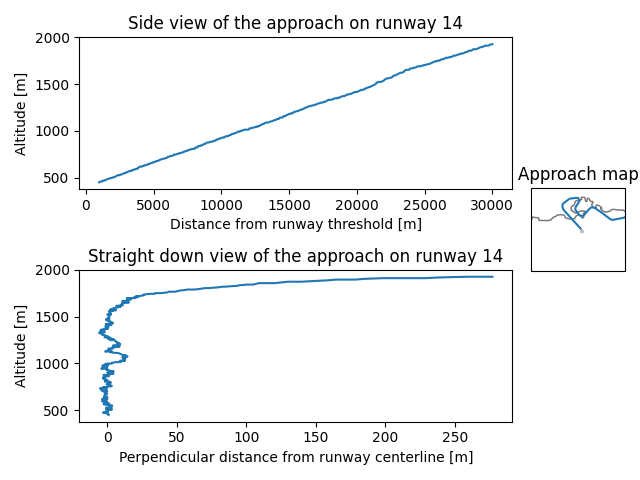 Side view of the approach on runway 14
2000
1500
1000
500
Altitude [m]
0 5000 10000 15000 20000 25000 30000
Distance from runway threshold [m]
Approach map
Straight down view of the approach on runway 14
2000
1500
1000
500
Altitude [m]
0 50 100 150 200 250
Perpendicular distance from runway centerline [m]